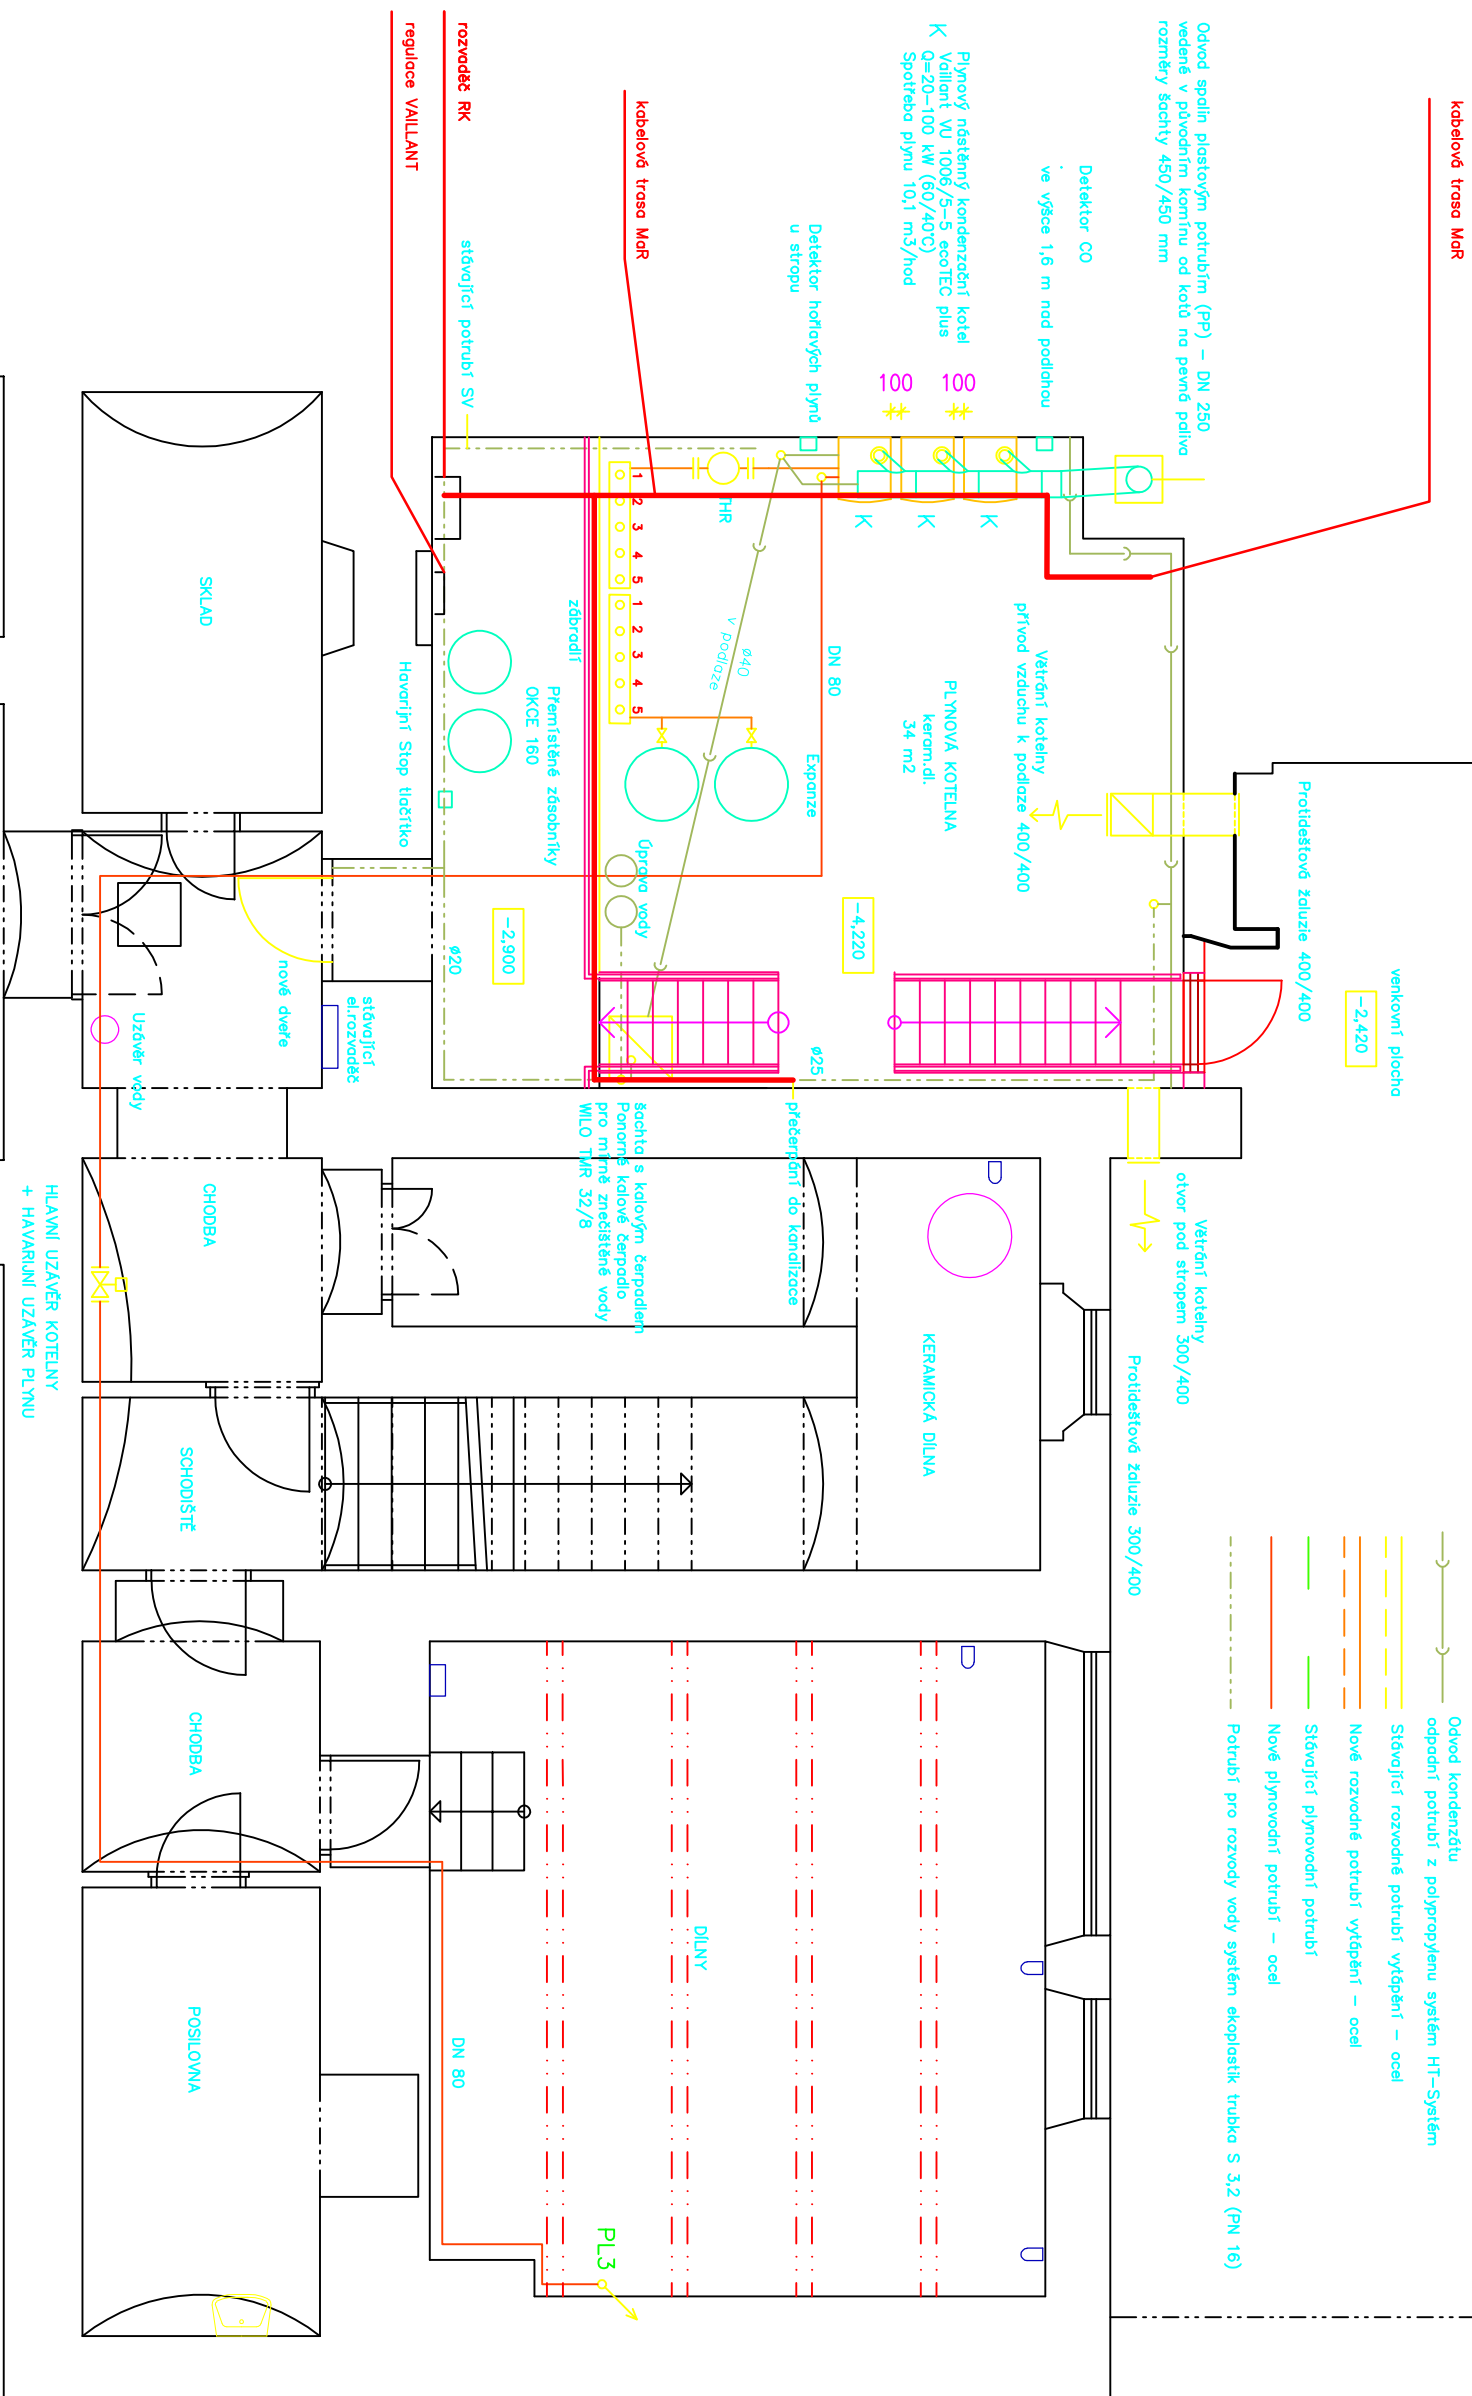 kabelová trasa MaR
Odvod spalin plastovým potrubím (PP) – DN 250
vedené v původním komínu od kotů na pevná paliva
rozměry šachty 450/450 mm
Detektor CO
ve výšce 1,6 m nad podlahou
Plynový nástěnný kondenzační kotel
K Vaillant VU 1006/5-5 ecoTEC plus
Q=20-100 kW (60/40°C)
Spotřeba plynu 10,1 m3/hod
Detektor hořlavých plynů
u stropu
kabelová trasa MaR
stávající potrubí SV
rozvaděč RK
regulace VAILLANT
100
100
K
K
K
THR
1
2
3
4
5
1
2
3
4
5
zábradlí
ø40
v podlaze
DN 80
Větrání kotelny
přívod vzduchu k podlaze 400/400
PLYNOVÁ KOTELNA
keram.dl.
34 m2
Expanze
Přemístěné zásobníky
OKCE 160
Havarijní Stop tlačítko
SKLAD
Úprava vody
-4,220
-2,900
ø20
ø25
Protidešťová žaluzie 400/400
venkovní plocha
-2,420
nové dveře
stávající
el.rozvaděč
Uzávěr vody
přečerpání do kanalizace
šachta s kalovým čerpadlem
Ponorné kalové čerpadlo
pro mírně znečištěné vody
WILO TMR 32/8
Větrání kotelny
otvor pod stropem 300/400
Protidešťová žaluzie 300/400
CHODBA
HLAVNÍ UZÁVĚR KOTELNY
+ HAVARIJNÍ UZÁVĚR PLYNU
KERAMICKÁ DÍLNA
SCHODIŠTĚ
CHODBA
DÍLNY
POSILOVNA
DN 80
PL3
Odvod kondenzátu
odpadní potrubí z polypropylenu systém HT-Systém
Stávající rozvodné potrubí vytápění – ocel
Nové rozvodné potrubí vytápění – ocel
Stávající plynovodní potrubí
Nové plynovodní potrubí – ocel
Potrubí pro rozvody vody systém ekoplastik trubka S 3,2 (PN 16)